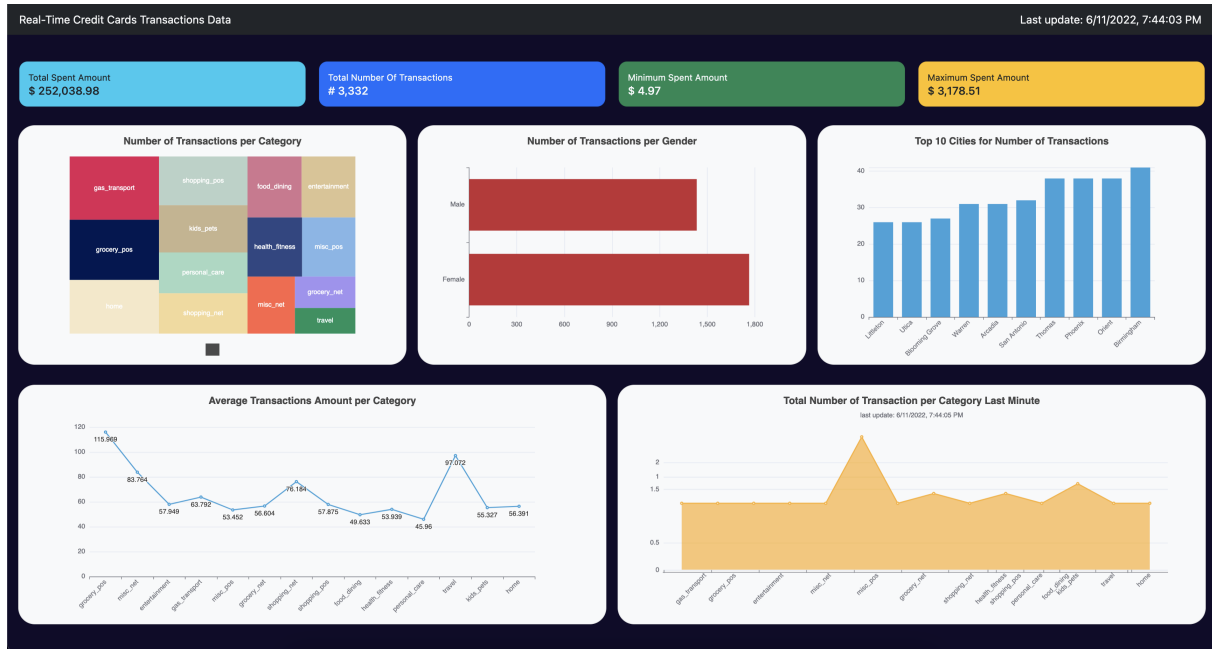 Real-Time Credit Cards Transactions Data
Last update: 6/11/2022, 7:44:03 PM
Total Spent Amount
$ 252,038.98
Total Number Of Transactions
# 3,332
Minimum Spent Amount
$ 4.97
Maximum Spent Amount
$ 3,178.51
Number of Transactions per Category
gas_transport
grocery_pos
home
shopping_pos
kids_pets
personal_care
shopping_net
food_dining
health_fitness
misc_net
entertainment
misc_pos
grocery_net
travel
Number of Transactions per Gender
Male
Female
0 300 600 900 1,200 1,500 1,800
Top 10 Cities for Number of Transactions
40
30
20
10
0
Littleton
Utica
Blooming Grove
Warren
Arcadia
San Antonio
Thomas
Phoenix
Orient
Birmingham
Average Transactions Amount per Category
120
100
80
60
40
20
0
115.969
83.764
57.949
63.792
53.452
56.604
76.184
57.875
49.633
53.939
45.96
97.072
55.327
56.391
grocery_pos
misc_net
entertainment
gas_transport
misc_pos
grocery_net
shopping_net
shopping_pos
food_dining
health_fitness
personal_care
travel
kids_pets
home
Total Number of Transaction per Category Last Minute
last update: 6/11/2022, 7:44:05 PM
2
1
1.5
0.5
0
gas_transport
grocery_pos
entertainment
misc_net
misc_pos
grocery_net
shopping_net
health_fitness
shopping_pos
personal_care
food_dining
kids_pets
travel
home